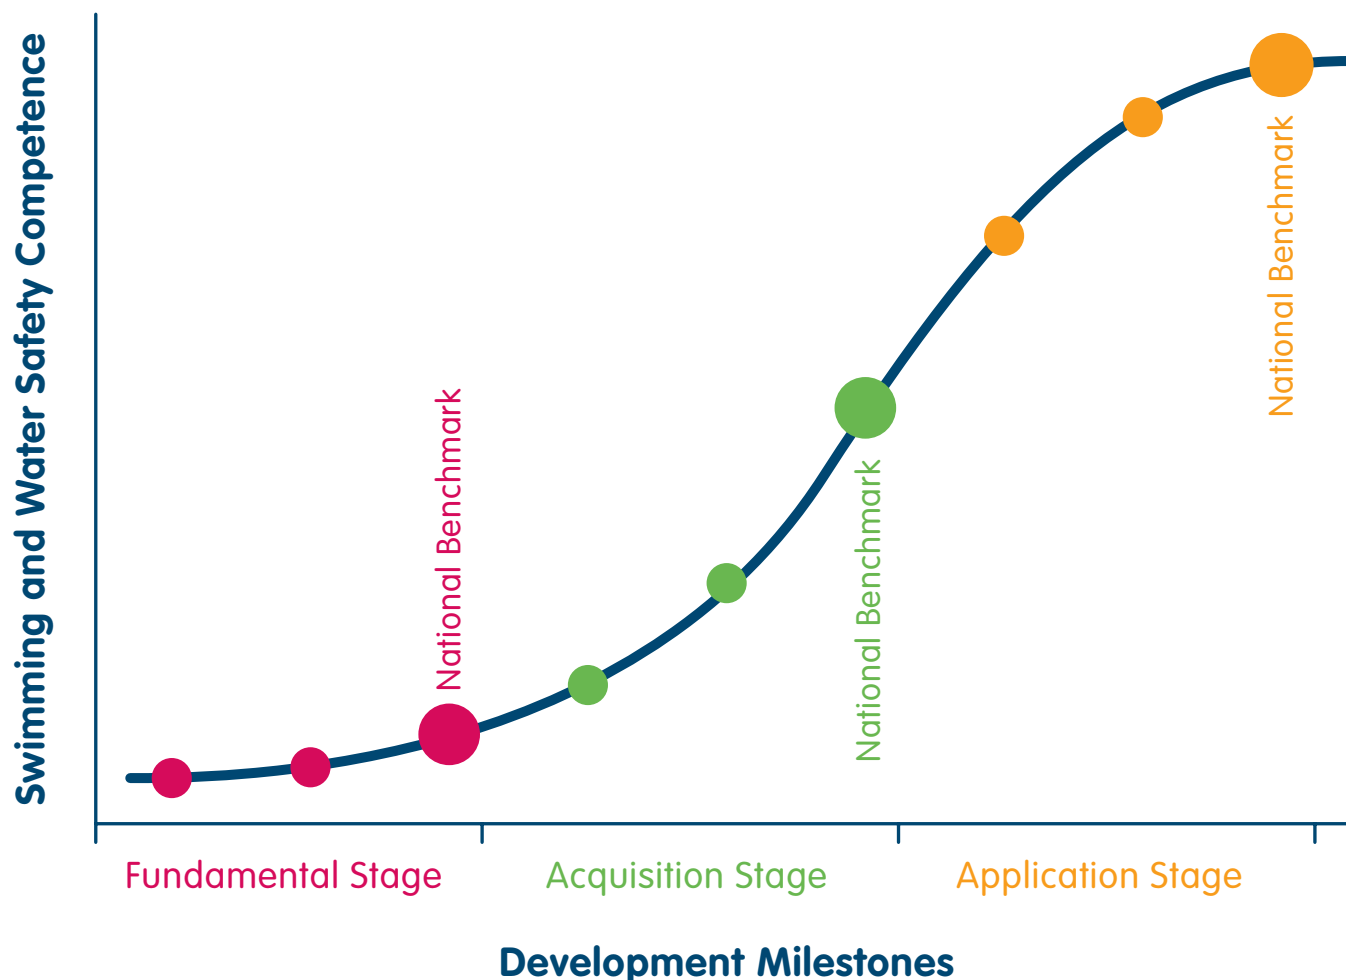 Swimming and Water Safety Competence
National Benchmark
National Benchmark
National Benchmark
Fundamental Stage
Acquisition Stage
Application Stage
Development Milestones